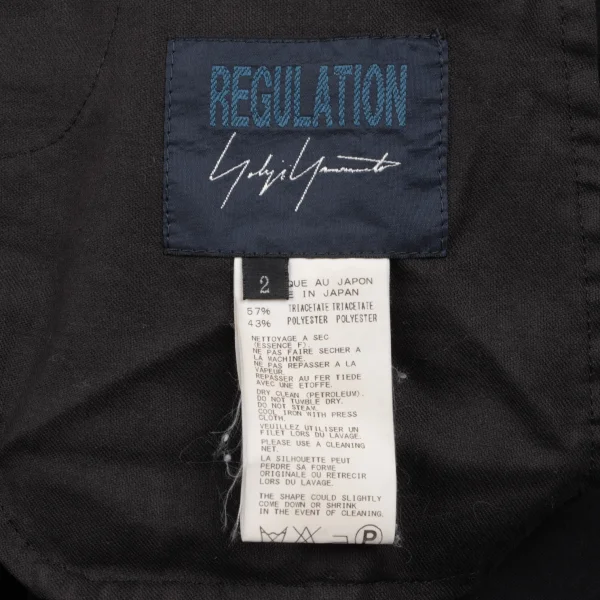 REGULATION
Yohji Yamamoto
2
QUE AU JAPON
E IN JAPAN
57% TRIACETATE TRIACETATE
43% POLYESTER POLYESTER
NETTOYAGE A SEC
(ESSENCE F)
NE PAS FAIRE SECHER A
LA MACHINE.
NE PAS REPASSER A LA
VAPEUR.
REPASSER AU FER TIEDE
AVEC UNE ETOFFE.
DRY CLEAN (PETROLEUM).
DO NOT TUMBLE DRY.
DO NOT STEAM.
COOL IRON WITH PRESS
CLOTH.
VEUILLEZ UTILISER UN
FILET LORS DU LAVAGE.
PLEASE USE A CLEANING
NET.
LA SILHOUETTE PEUT
PERDRE SA FORME
ORIGINALE OU RETRECIR
LORS DU LAVAGE.
THE SHAPE COULD SLIGHTLY
COME DOWN OR SHRINK
IN THE EVENT OF CLEANING.
P